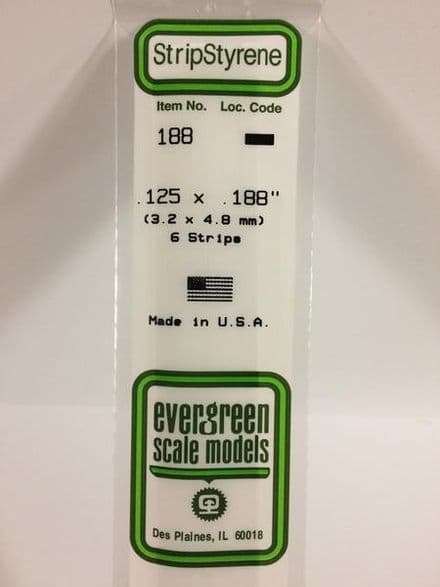 StripStyrene
Item No. Loc. Code
188
.125 x .188"
(3.2 x 4.8 mm)
6 Strips
Made in U.S.A.
evergreen
scale models
Des Plaines, IL 60018